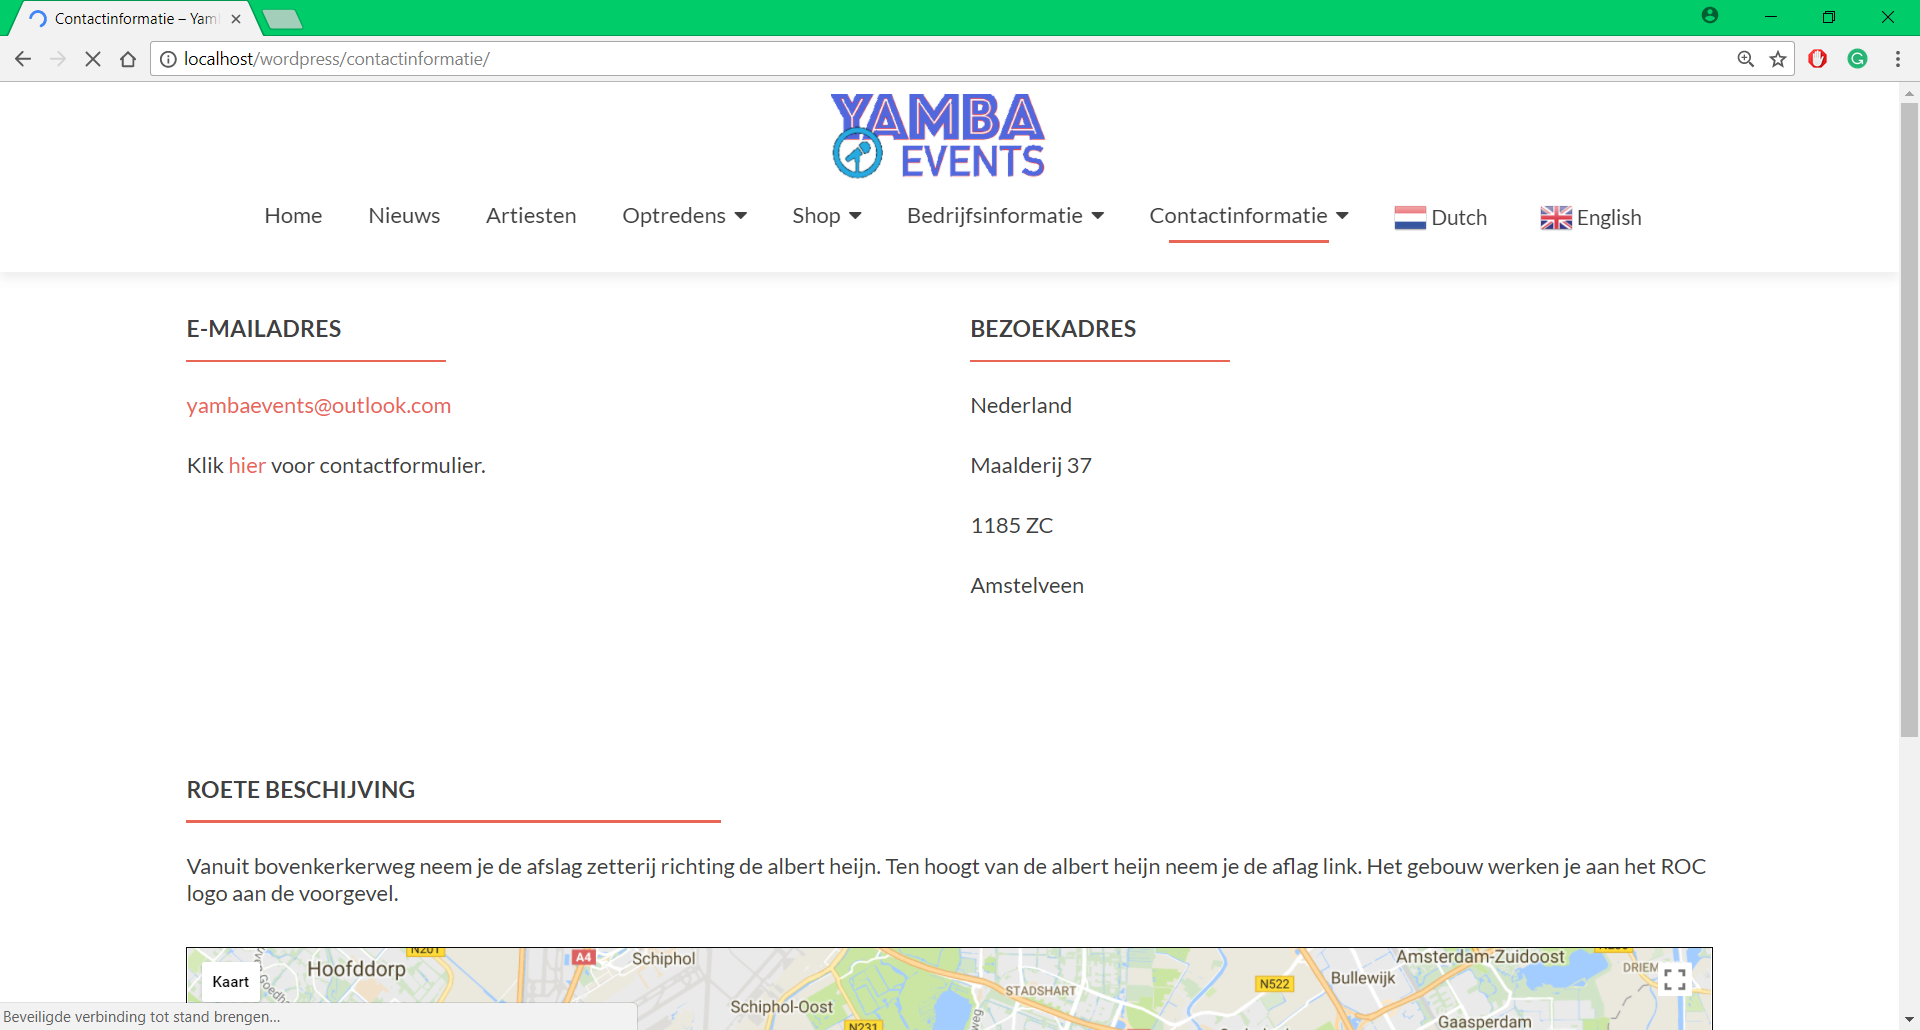 Contactinformatie – Yam
localhost/wordpress/contactinformatie/
YAMBA
EVENTS
Home Nieuws Artiesten Optredens Shop Bedrijfsinformatie Contactinformatie Dutch English
E-MAILADRES
yambaevents@outlook.com
Klik hier voor contactformulier.
BEZOEKADRES
Nederland
Maalderij 37
1185 ZC
Amstelveen
ROETE BESCHIJVING
Vanuit bovenkerkerweg neem je de afslag zetterij richting de albert heijn. Ten hoogt van de albert heijn neem je de aflag link. Het gebouw werken je aan het ROC
logo aan de voorgevel.
N201
A4
Schiphol
Amsterdam-Zuidoost
Hoofddorp
DRIEM
Kaart
Bullewijk
N522
STADSHART
Schiphol-Oost
N231
Gaasperdam
Beveiligde verbinding tot stand brengen...